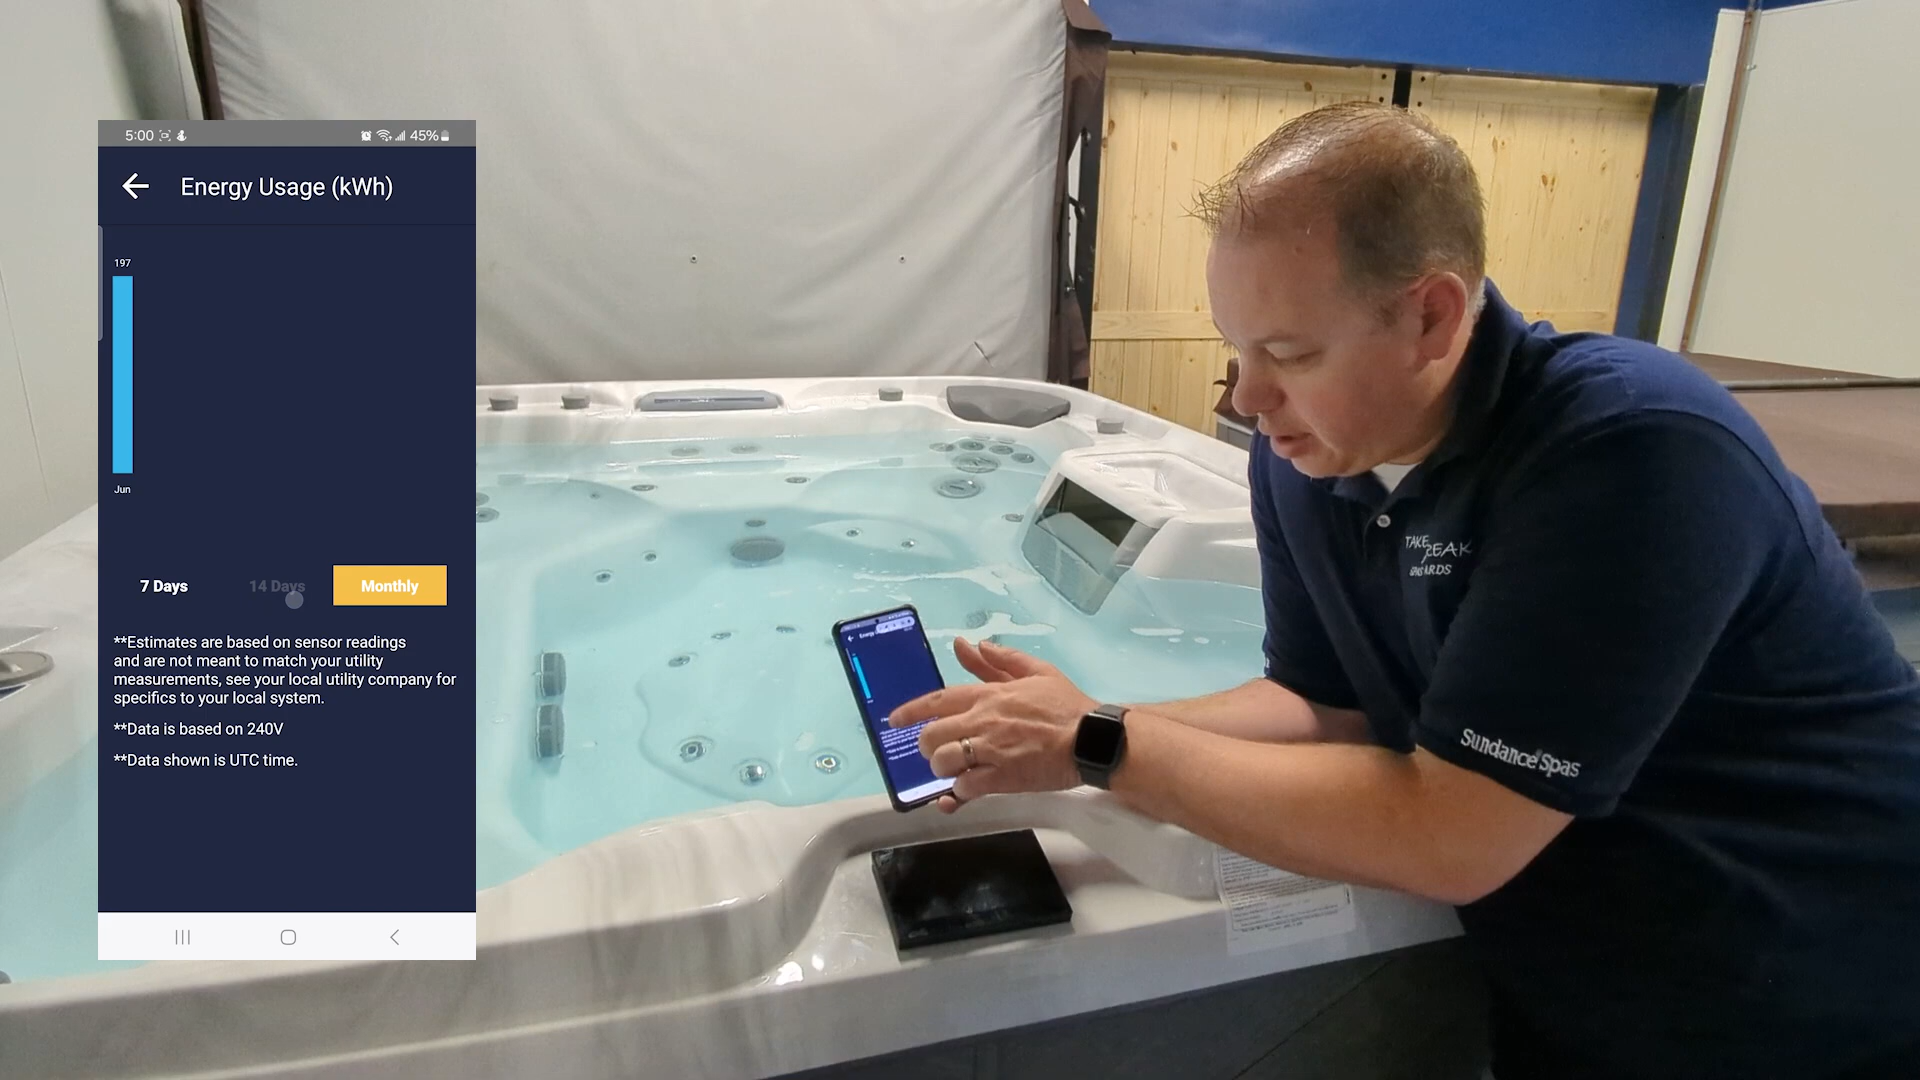 5:00
45%
Energy Usage (kWh)
197
Jun
7 Days
14 Days
Monthly
**Estimates are based on sensor readings
and are not meant to match your utility
measurements, see your local utility company for
specifics to your local system.
**Data is based on 240V
**Data shown is UTC time.
TAKE
BREAK
Sundance Spas